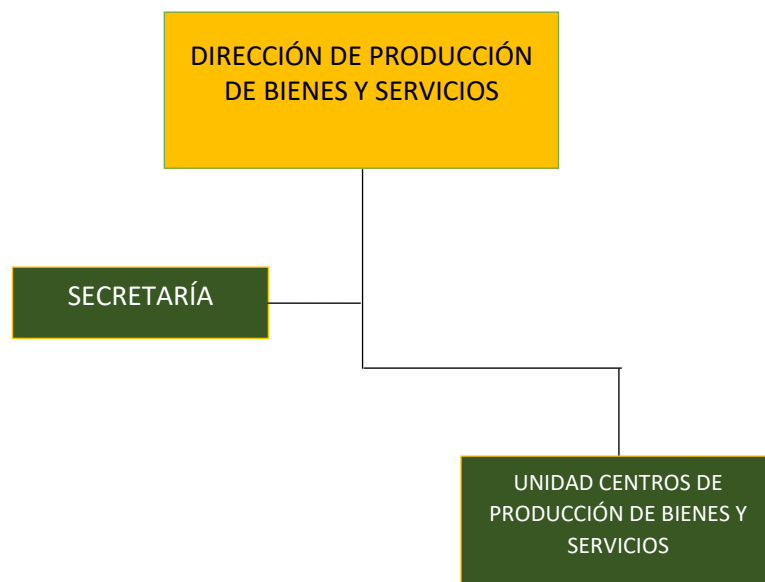 DIRECCIÓN DE PRODUCCIÓN
DE BIENES Y SERVICIOS
SECRETARÍA
UNIDAD CENTROS DE
PRODUCCIÓN DE BIENES Y
SERVICIOS